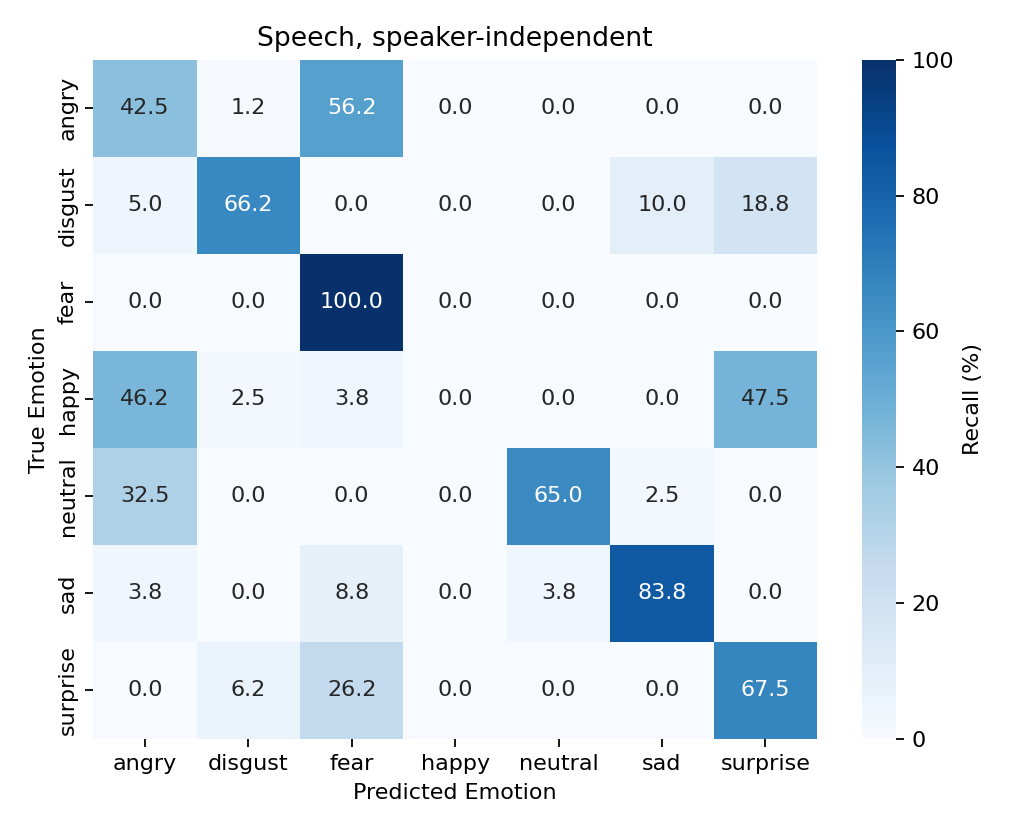 Speech, speaker-independent
True Emotion
angry 42.5 1.2 56.2 0.0 0.0 0.0 0.0
disgust 5.0 66.2 0.0 0.0 0.0 10.0 18.8
fear 0.0 0.0 100.0 0.0 0.0 0.0 0.0
happy 46.2 2.5 3.8 0.0 0.0 0.0 47.5
neutral 32.5 0.0 0.0 0.0 65.0 2.5 0.0
sad 3.8 0.0 8.8 0.0 3.8 83.8 0.0
surprise 0.0 6.2 26.2 0.0 0.0 0.0 67.5
angry disgust fear happy neutral sad surprise
Predicted Emotion
100
80
60
40
20
0
Recall (%)